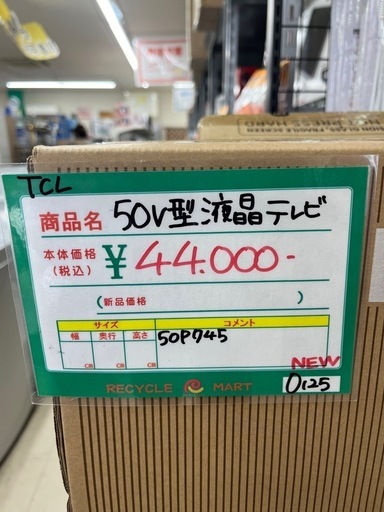 TCL
商品名 50V型液晶テレビ
本体価格 (税込) ¥44.000-
(新品価格 )
サイズ コメント
幅 奥行 高さ 50P745
CM CM CM
NEW
RECYCLE MART 0125